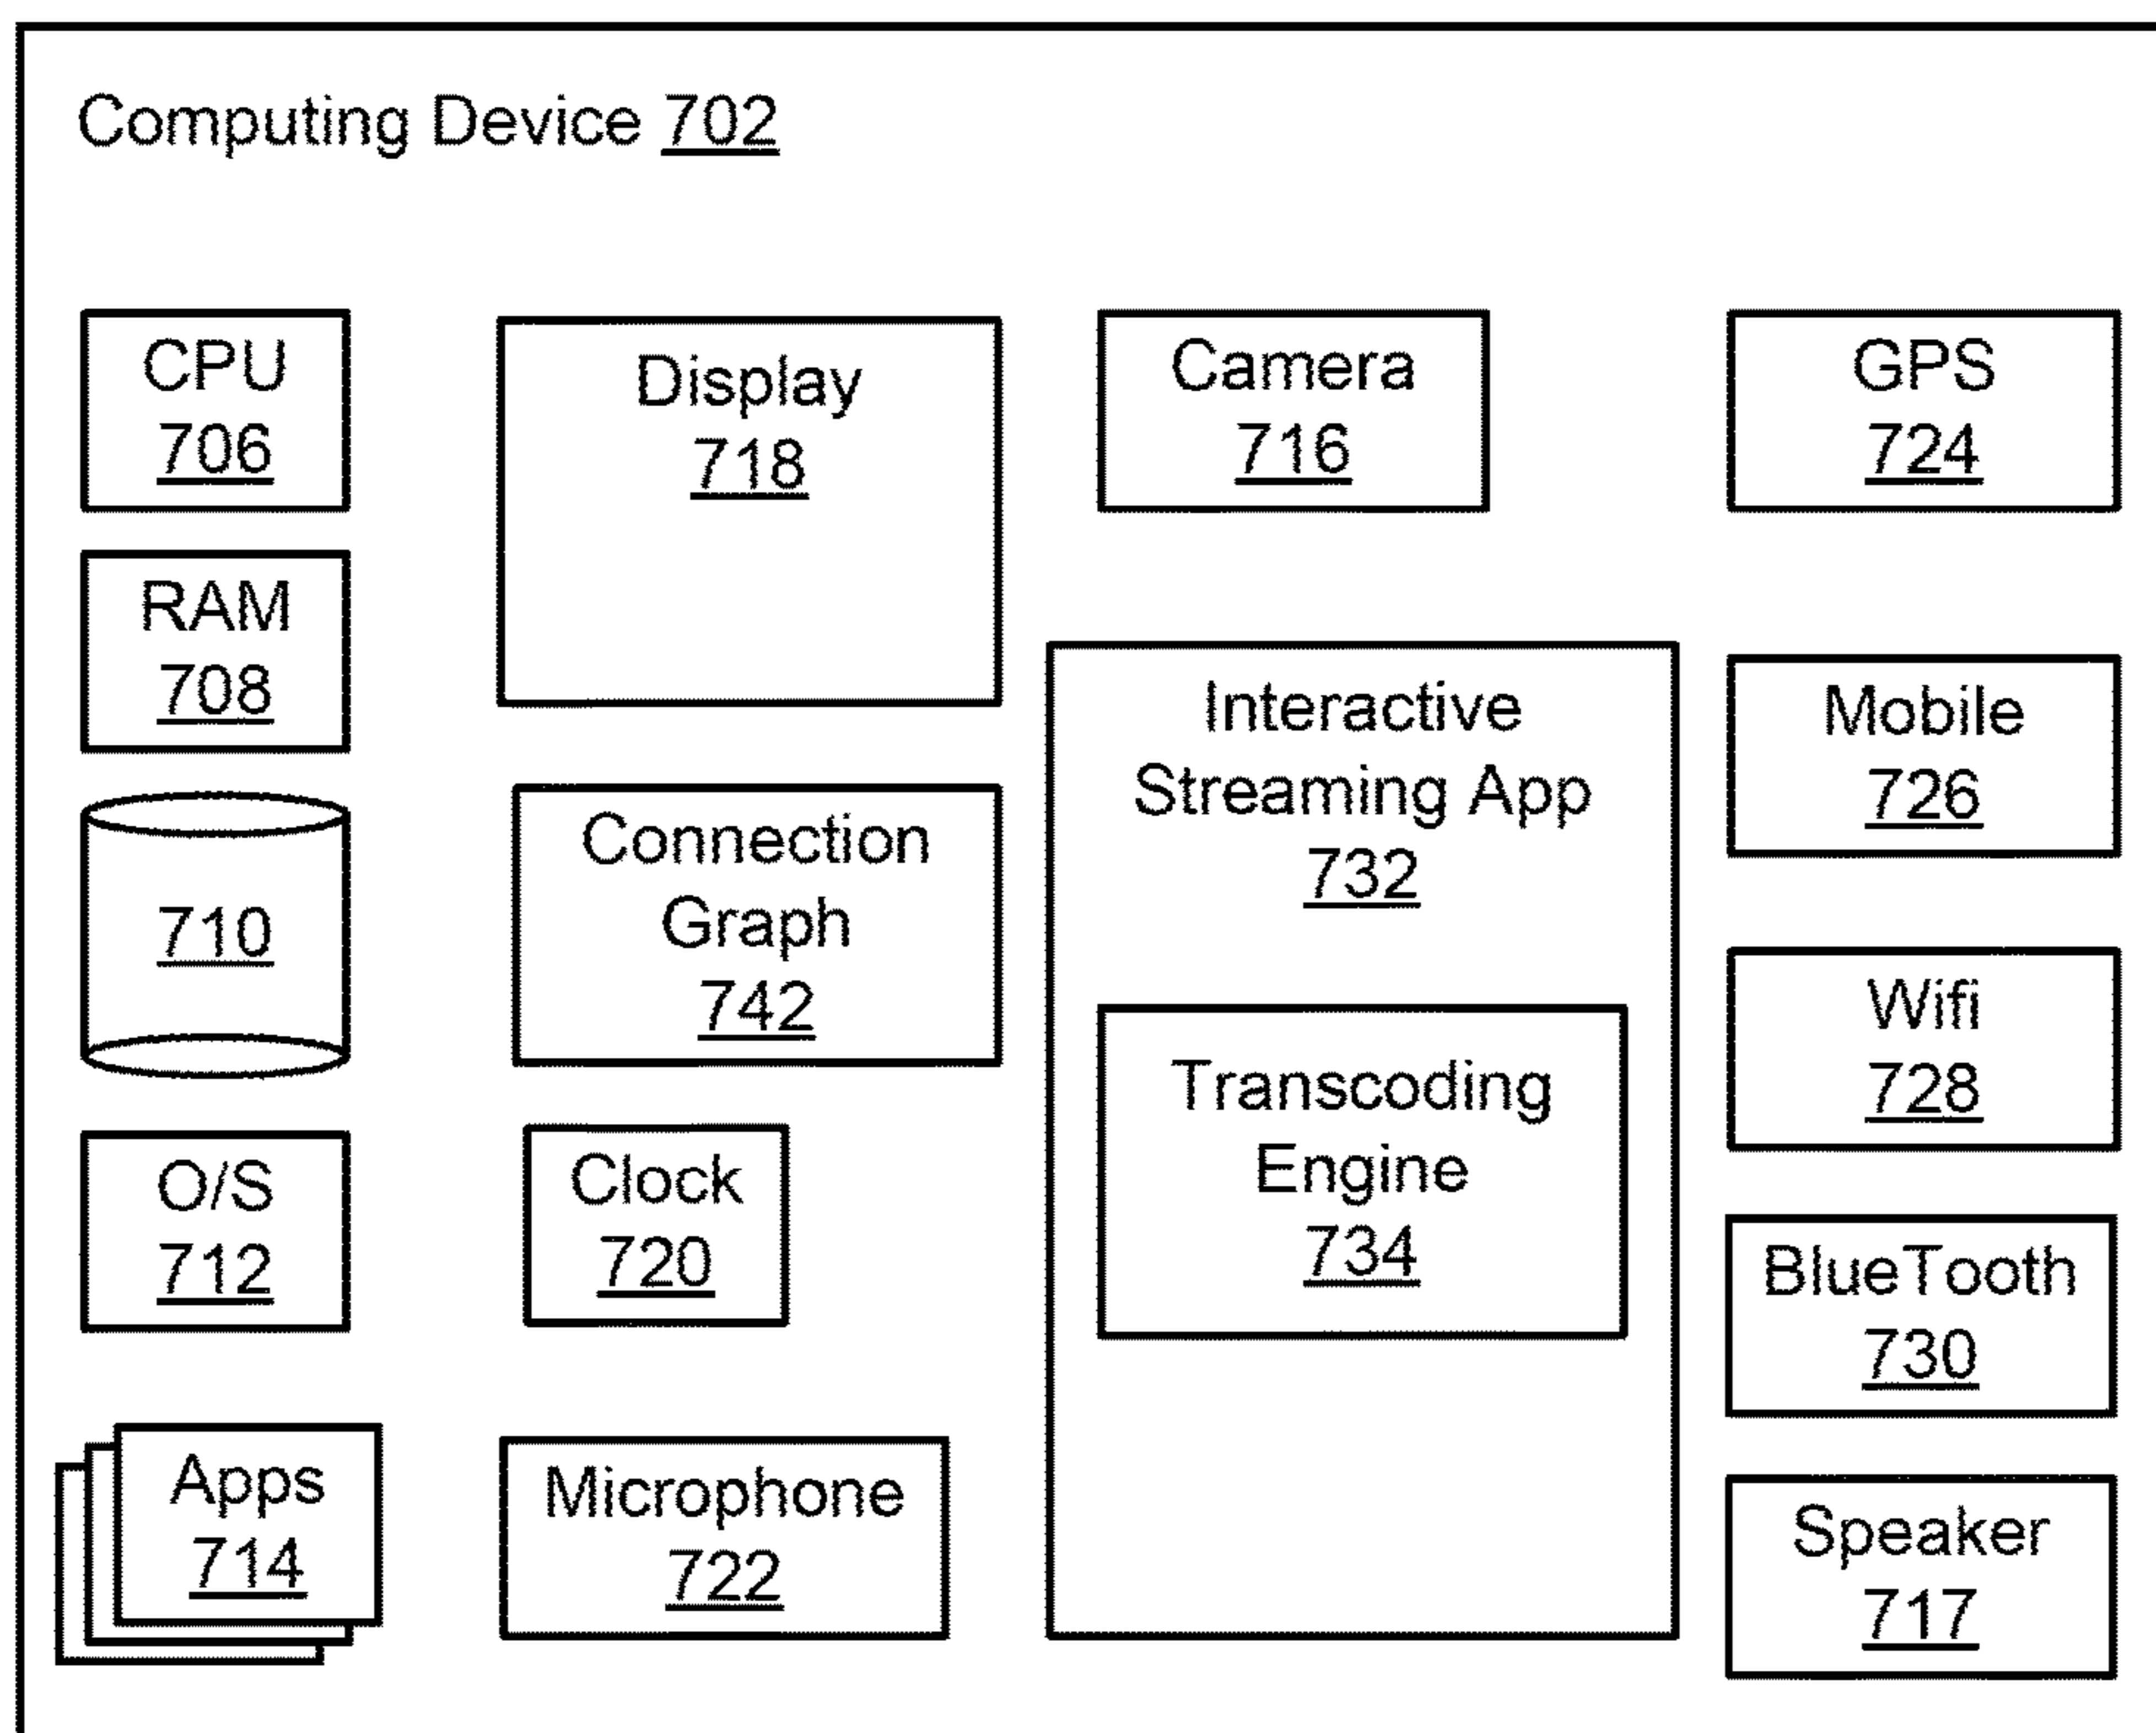 Computing Device 702
CPU
706
RAM
708
710
O/S
712
Apps
714
Display
718
Connection
Graph
742
Clock
720
Microphone
722
Camera
716
Interactive
Streaming App
732
Transcoding
Engine
734
GPS
724
Mobile
726
Wifi
728
BlueTooth
730
Speaker
717